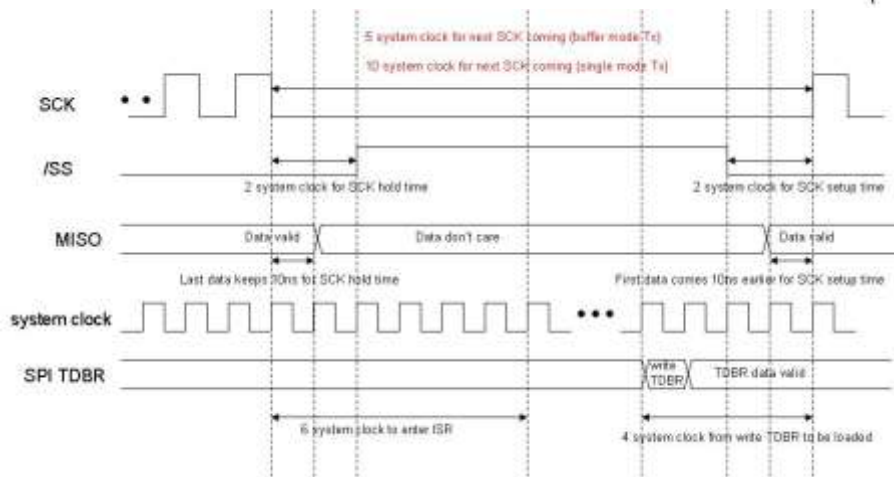 5 system clock for next SCK coming (buffer mode Tx)
10 system clock for next SCK coming (single mode Tx)
SCK
/SS
2 system clock for SCK hold time
2 system clock for SCK setup time
MISO
Data valid
Data don't care
Data valid
Last data keeps 10ns for SCK hold time
First data comes 10ns earlier for SCK setup time
system clock
SPI TDBR
write
TDBR
TDBR data valid
6 system clock to enter ISR
4 system clock from write TDBR to be loaded